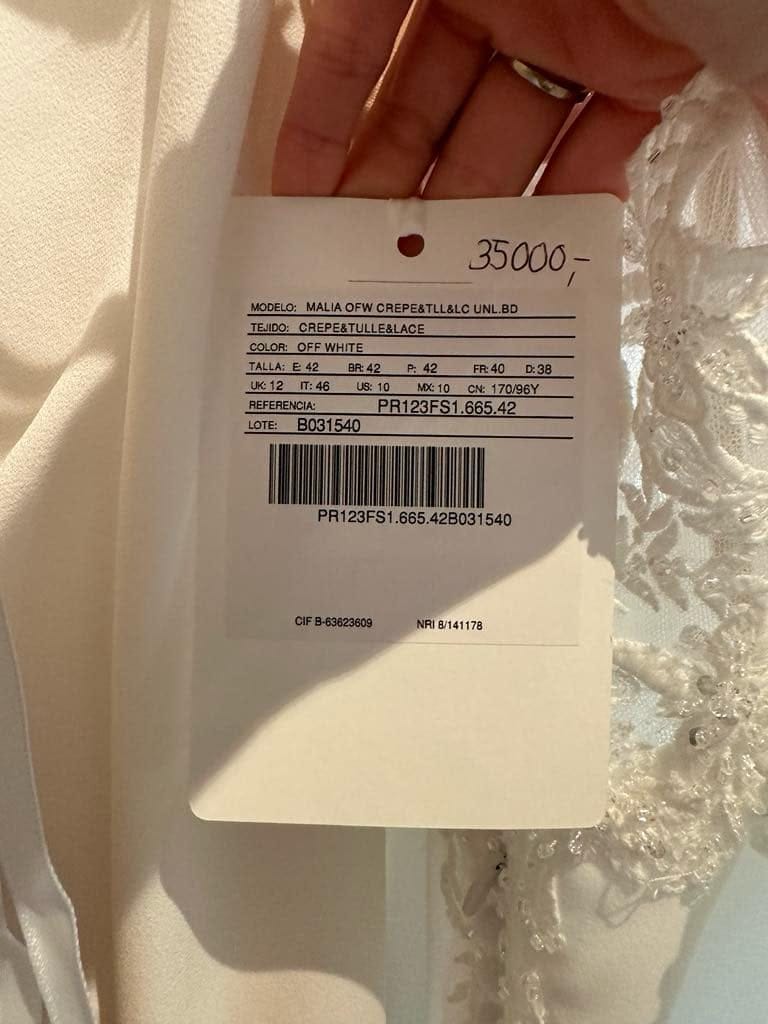 35000,-
MODELO: MALIA OFW CREPE&TLL&LC UNL.BD
TEJIDO: CREPE&TULLE&LACE
COLOR: OFF WHITE
TALLA: E: 42 BR: 42 P: 42 FR: 40 D: 38
UK: 12 IT: 46 US: 10 MX: 10 CN: 170/96Y
REFERENCIA: PR123FS1.665.42
LOTE: B031540
PR123FS1.665.42B031540
CIF B-63623609 NRI 8/141178